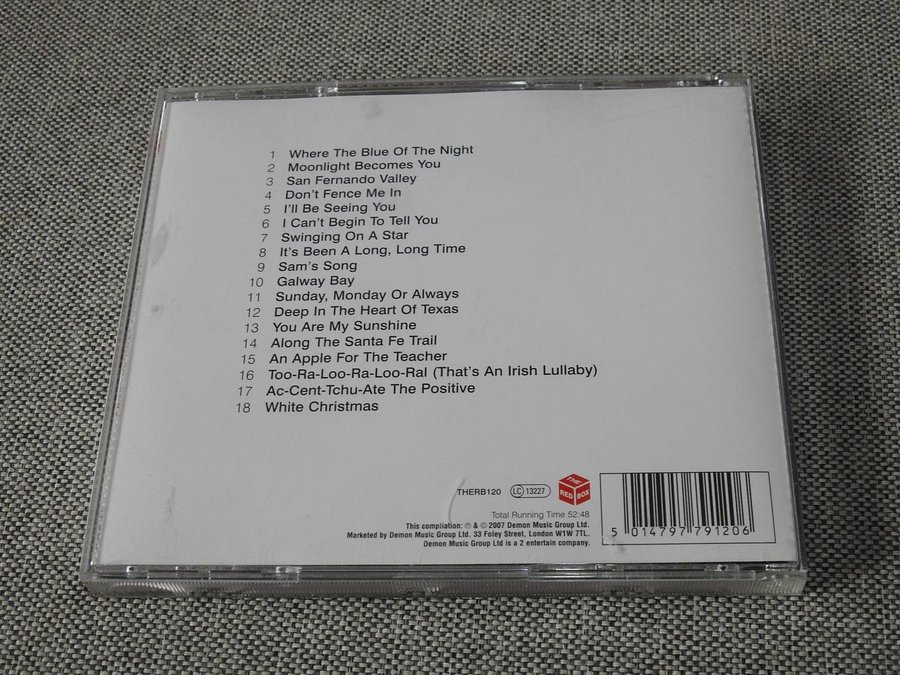 1 Where The Blue Of The Night
2 Moonlight Becomes You
3 San Fernando Valley
4 Don't Fence Me In
5 I'll Be Seeing You
6 I Can't Begin To Tell You
7 Swinging On A Star
8 It's Been A Long, Long Time
9 Sam's Song
10 Galway Bay
11 Sunday, Monday Or Always
12 Deep In The Heart Of Texas
13 You Are My Sunshine
14 Along The Santa Fe Trail
15 An Apple For The Teacher
16 Too-Ra-Loo-Ra-Loo-Ral (That's An Irish Lullaby)
17 Ac-Cent-Tchu-Ate The Positive
18 White Christmas
THERB120 LC 13227 THE RED BOX
Total Running Time 52:48
This compliation: ℗ & © 2007 Demon Music Group Ltd.
Marketed by Demon Music Group Ltd. 33 Foley Street, London W1W 7TL.
Demon Music Group Ltd is a 2 entertain company.
5 014797 791206